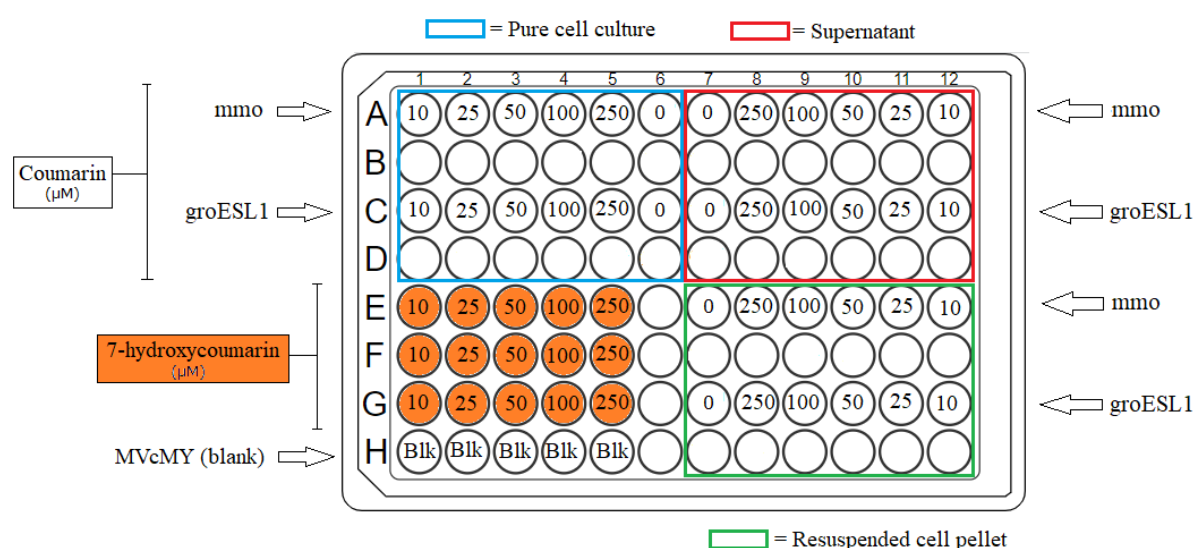 = Pure cell culture = Supernatant
1 2 3 4 5 6 7 8 9 10 11 12
mmo A 10 25 50 100 250 0 0 250 100 50 25 10 mmo
B
Coumarin
(μM)
groESL1 C 10 25 50 100 250 0 0 250 100 50 25 10 groESL1
D
E 10 25 50 100 250 0 250 100 50 25 10 mmo
7-hydroxycoumarin
(μM)
F 10 25 50 100 250
G 10 25 50 100 250 0 250 100 50 25 10 groESL1
MVcMY (blank) H Blk Blk Blk Blk Blk
= Resuspended cell pellet